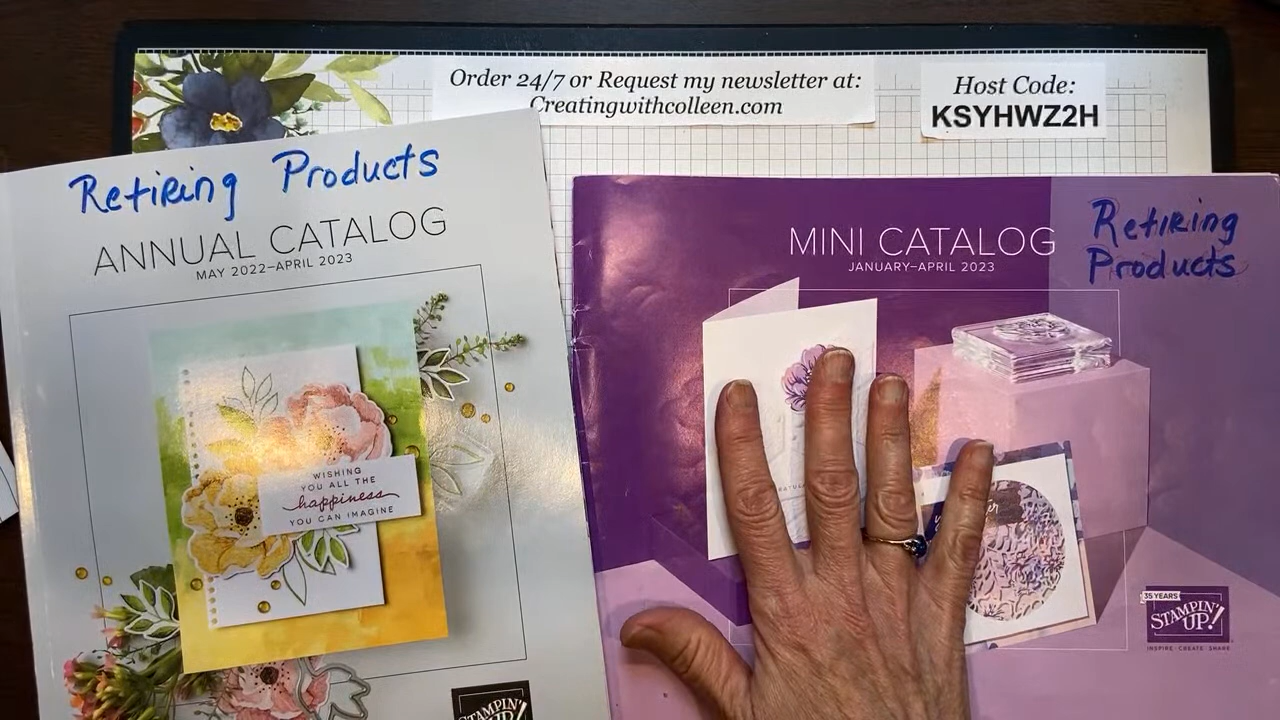 Order 24/7 or Request my newsletter at:
Creatingwithcolleen.com
Host Code:
KSYHWZ2H
Retiring Products
ANNUAL CATALOG
MAY 2022–APRIL 2023
WISHING
YOU ALL THE
happiness
YOU CAN IMAGINE
STAMPIN'
UP!
MINI CATALOG
JANUARY–APRIL 2023
Retiring
Products
35 YEARS
STAMPIN'
UP!
INSPIRE · CREATE · SHARE